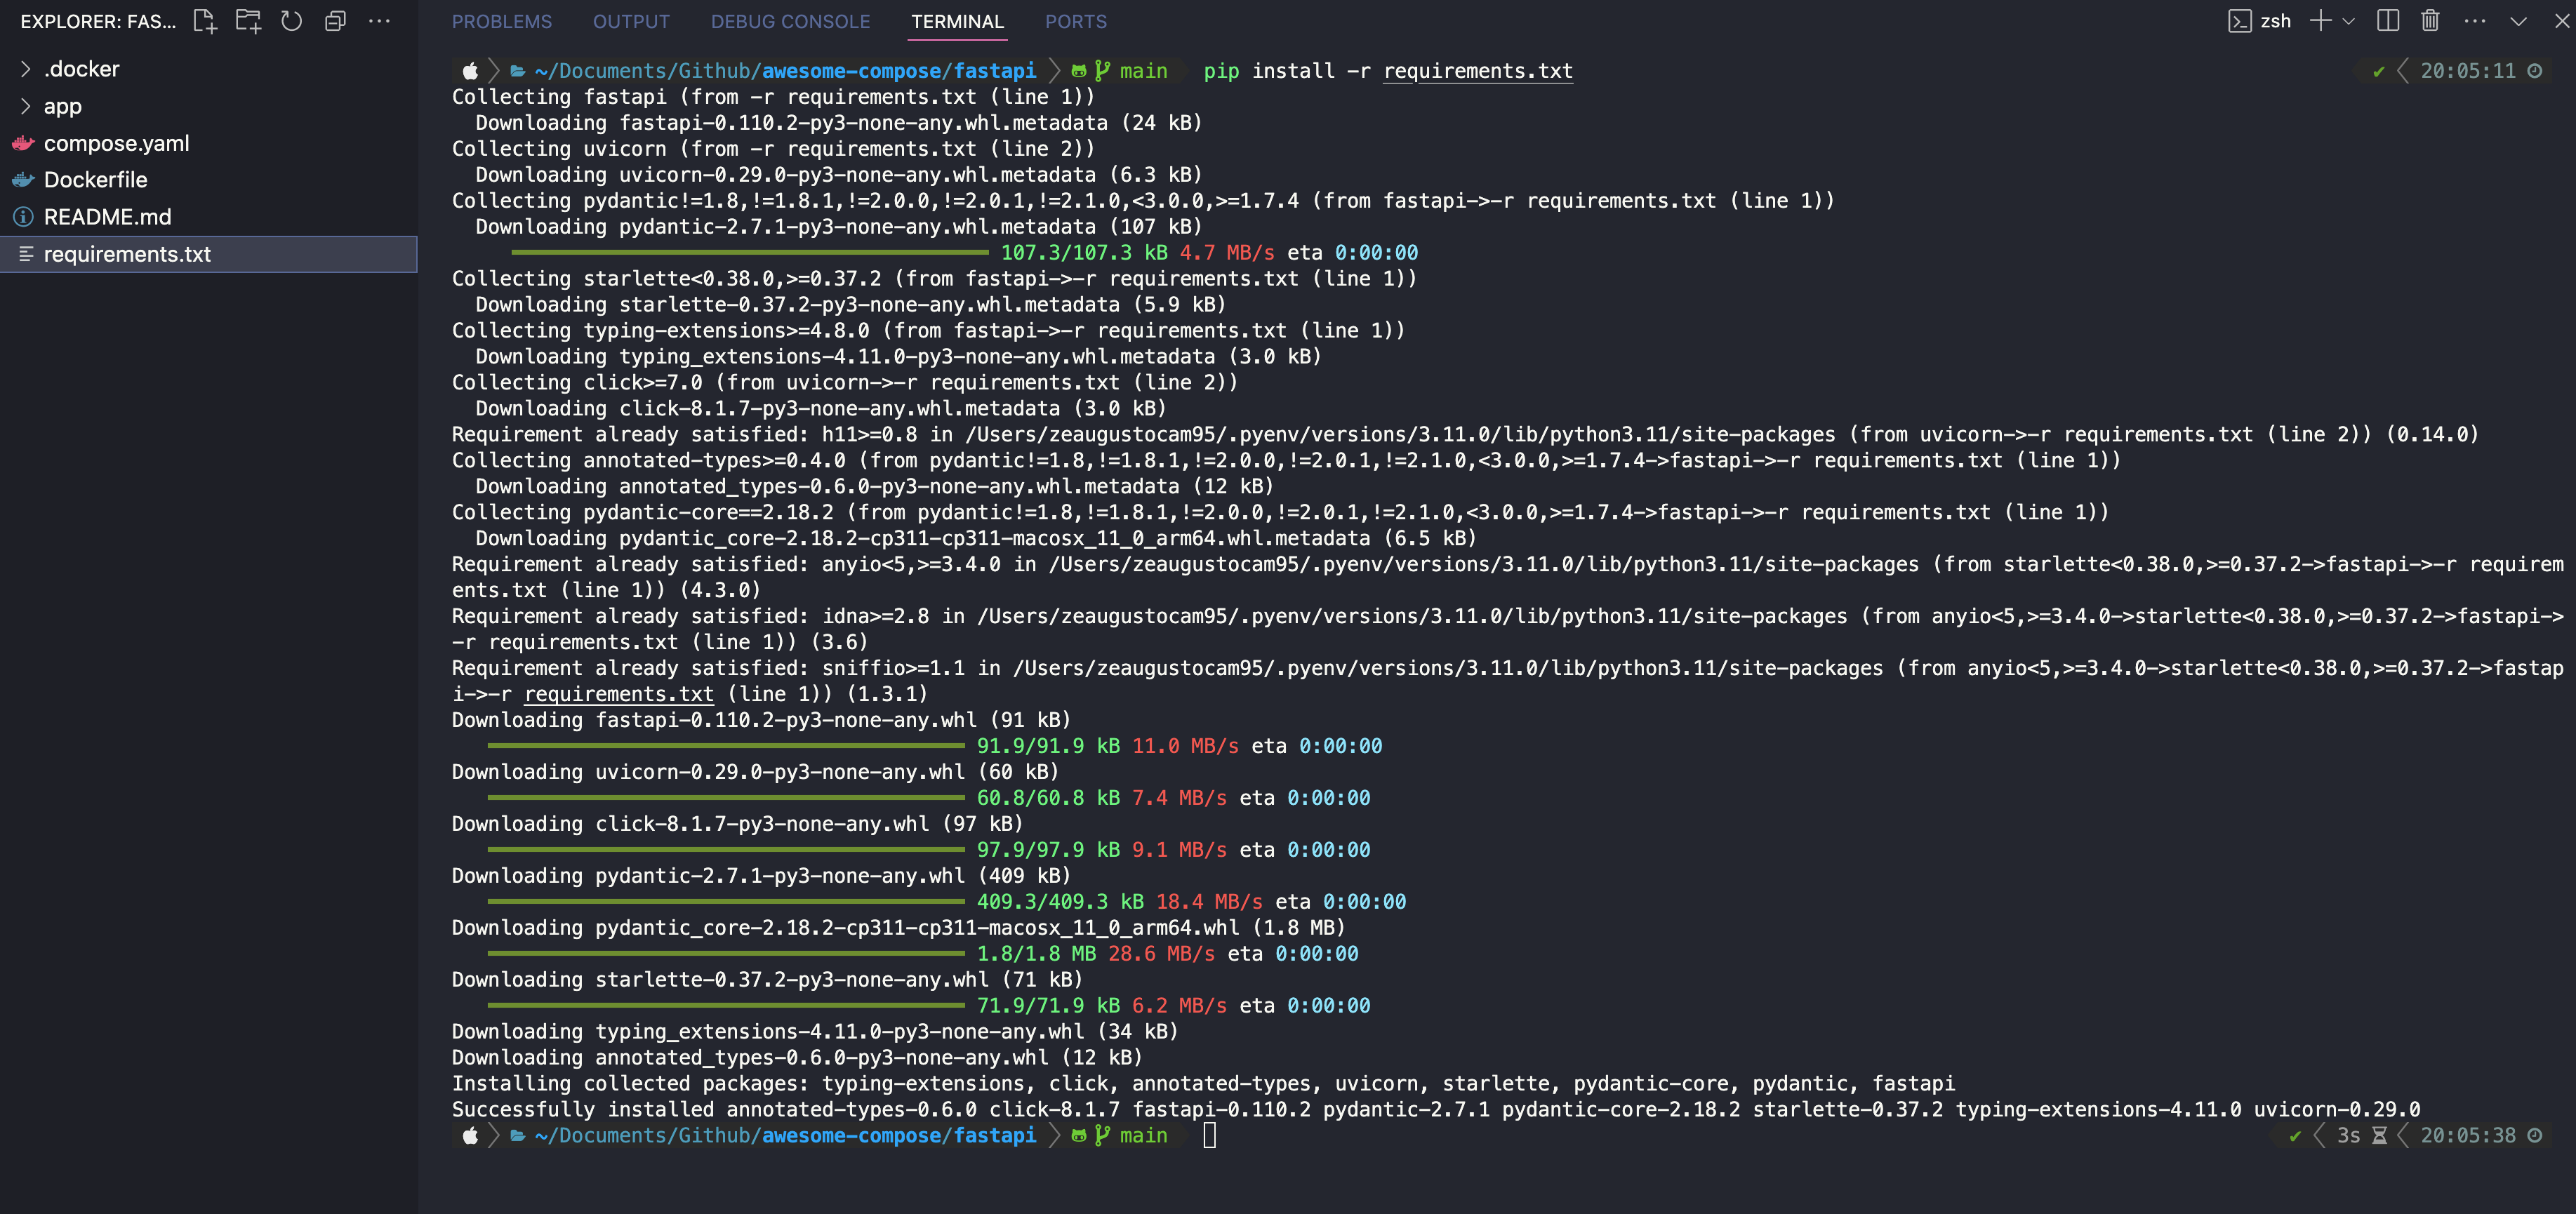 EXPLORER: FAS...
.docker
app
compose.yaml
Dockerfile
README.md
requirements.txt
PROBLEMS OUTPUT DEBUG CONSOLE TERMINAL PORTS
zsh
~/Documents/Github/awesome-compose/fastapi main pip install -r requirements.txt 20:05:11
Collecting fastapi (from -r requirements.txt (line 1))
Downloading fastapi-0.110.2-py3-none-any.whl.metadata (24 kB)
Collecting uvicorn (from -r requirements.txt (line 2))
Downloading uvicorn-0.29.0-py3-none-any.whl.metadata (6.3 kB)
Collecting pydantic!=1.8,!=1.8.1,!=2.0.0,!=2.0.1,!=2.1.0,<3.0.0,>=1.7.4 (from fastapi->-r requirements.txt (line 1))
Downloading pydantic-2.7.1-py3-none-any.whl.metadata (107 kB)
107.3/107.3 kB 4.7 MB/s eta 0:00:00
Collecting starlette<0.38.0,>=0.37.2 (from fastapi->-r requirements.txt (line 1))
Downloading starlette-0.37.2-py3-none-any.whl.metadata (5.9 kB)
Collecting typing-extensions>=4.8.0 (from fastapi->-r requirements.txt (line 1))
Downloading typing_extensions-4.11.0-py3-none-any.whl.metadata (3.0 kB)
Collecting click>=7.0 (from uvicorn->-r requirements.txt (line 2))
Downloading click-8.1.7-py3-none-any.whl.metadata (3.0 kB)
Requirement already satisfied: h11>=0.8 in /Users/zeaugustocam95/.pyenv/versions/3.11.0/lib/python3.11/site-packages (from uvicorn->-r requirements.txt (line 2)) (0.14.0)
Collecting annotated-types>=0.4.0 (from pydantic!=1.8,!=1.8.1,!=2.0.0,!=2.0.1,!=2.1.0,<3.0.0,>=1.7.4->fastapi->-r requirements.txt (line 1))
Downloading annotated_types-0.6.0-py3-none-any.whl.metadata (12 kB)
Collecting pydantic-core==2.18.2 (from pydantic!=1.8,!=1.8.1,!=2.0.0,!=2.0.1,!=2.1.0,<3.0.0,>=1.7.4->fastapi->-r requirements.txt (line 1))
Downloading pydantic_core-2.18.2-cp311-cp311-macosx_11_0_arm64.whl.metadata (6.5 kB)
Requirement already satisfied: anyio<5,>=3.4.0 in /Users/zeaugustocam95/.pyenv/versions/3.11.0/lib/python3.11/site-packages (from starlette<0.38.0,>=0.37.2->fastapi->-r requirem
ents.txt (line 1)) (4.3.0)
Requirement already satisfied: idna>=2.8 in /Users/zeaugustocam95/.pyenv/versions/3.11.0/lib/python3.11/site-packages (from anyio<5,>=3.4.0->starlette<0.38.0,>=0.37.2->fastapi->
-r requirements.txt (line 1)) (3.6)
Requirement already satisfied: sniffio>=1.1 in /Users/zeaugustocam95/.pyenv/versions/3.11.0/lib/python3.11/site-packages (from anyio<5,>=3.4.0->starlette<0.38.0,>=0.37.2->fastap
i->-r requirements.txt (line 1)) (1.3.1)
Downloading fastapi-0.110.2-py3-none-any.whl (91 kB)
91.9/91.9 kB 11.0 MB/s eta 0:00:00
Downloading uvicorn-0.29.0-py3-none-any.whl (60 kB)
60.8/60.8 kB 7.4 MB/s eta 0:00:00
Downloading click-8.1.7-py3-none-any.whl (97 kB)
97.9/97.9 kB 9.1 MB/s eta 0:00:00
Downloading pydantic-2.7.1-py3-none-any.whl (409 kB)
409.3/409.3 kB 18.4 MB/s eta 0:00:00
Downloading pydantic_core-2.18.2-cp311-cp311-macosx_11_0_arm64.whl (1.8 MB)
1.8/1.8 MB 28.6 MB/s eta 0:00:00
Downloading starlette-0.37.2-py3-none-any.whl (71 kB)
71.9/71.9 kB 6.2 MB/s eta 0:00:00
Downloading typing_extensions-4.11.0-py3-none-any.whl (34 kB)
Downloading annotated_types-0.6.0-py3-none-any.whl (12 kB)
Installing collected packages: typing-extensions, click, annotated-types, uvicorn, starlette, pydantic-core, pydantic, fastapi
Successfully installed annotated-types-0.6.0 click-8.1.7 fastapi-0.110.2 pydantic-2.7.1 pydantic-core-2.18.2 starlette-0.37.2 typing-extensions-4.11.0 uvicorn-0.29.0
~/Documents/Github/awesome-compose/fastapi main 3s 20:05:38